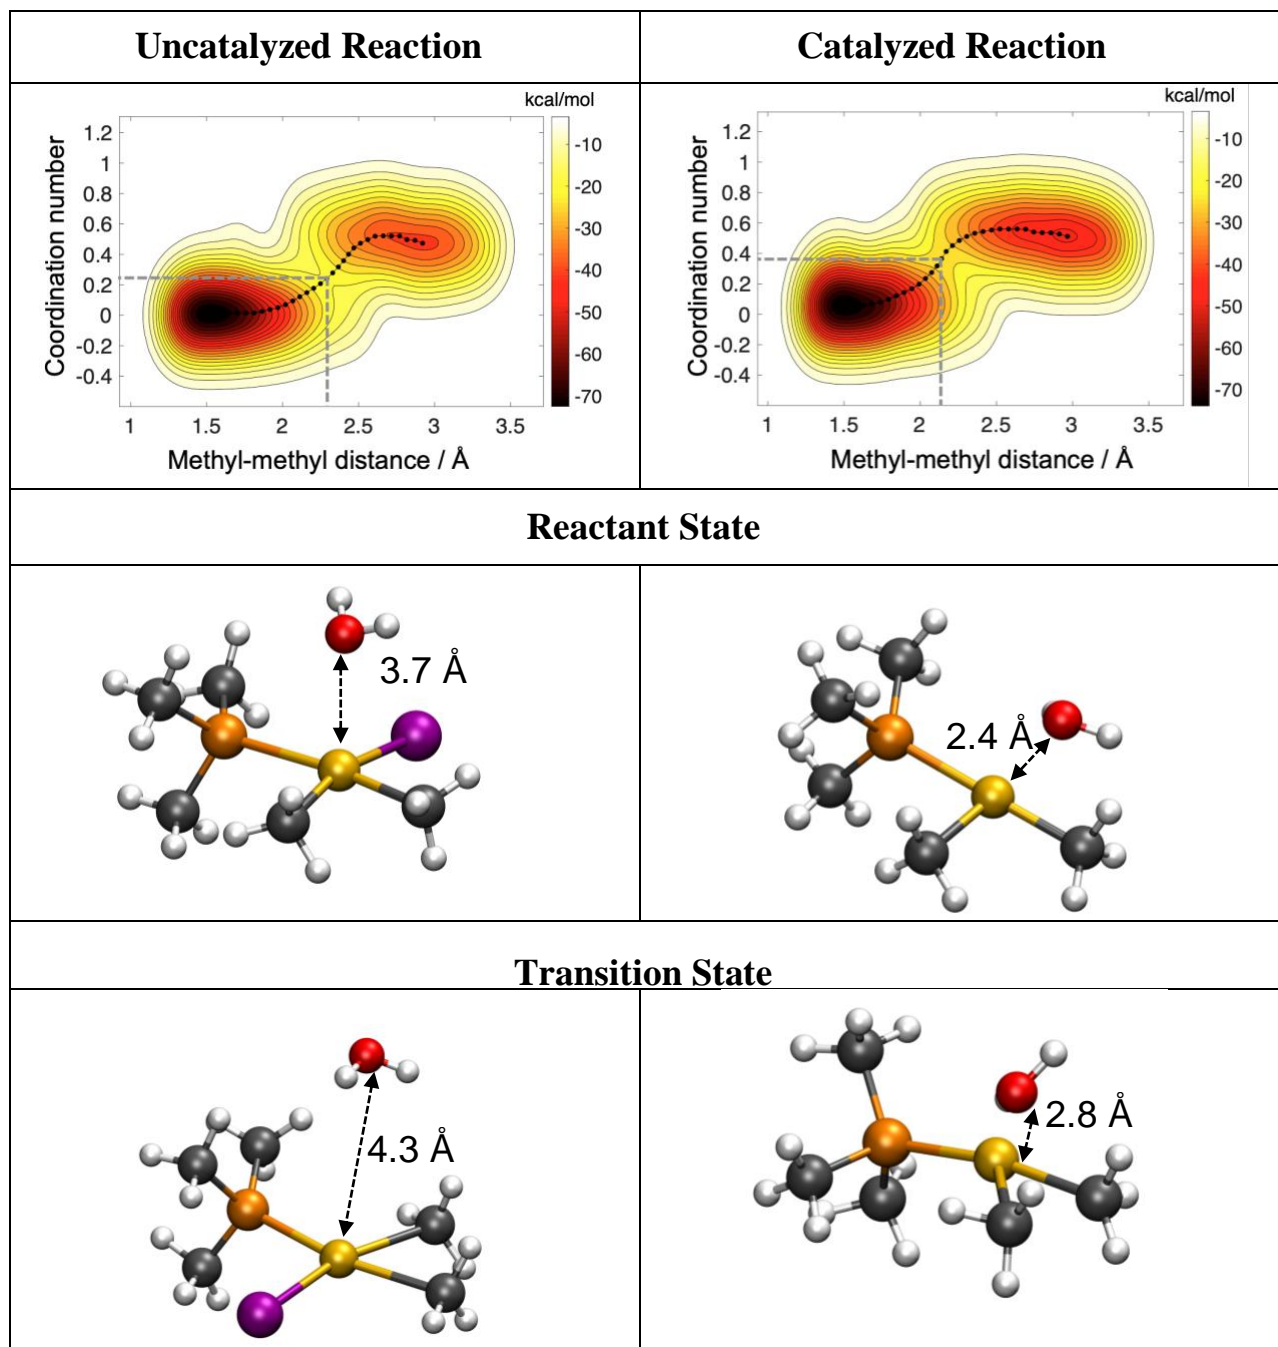 Uncatalyzed Reaction
Catalyzed Reaction
kcal/mol
1.2
1
0.8
0.6
0.4
0.2
0
-0.2
-0.4
Coordination number
1 1.5 2 2.5 3 3.5
Methyl-methyl distance / Å
-10
-20
-30
-40
-50
-60
-70
kcal/mol
1.2
1
0.8
0.6
0.4
0.2
0
-0.2
-0.4
Coordination number
1 1.5 2 2.5 3 3.5
Methyl-methyl distance / Å
-10
-20
-30
-40
-50
-60
-70
Reactant State
3.7 Å
2.4 Å
Transition State
4.3 Å
2.8 Å